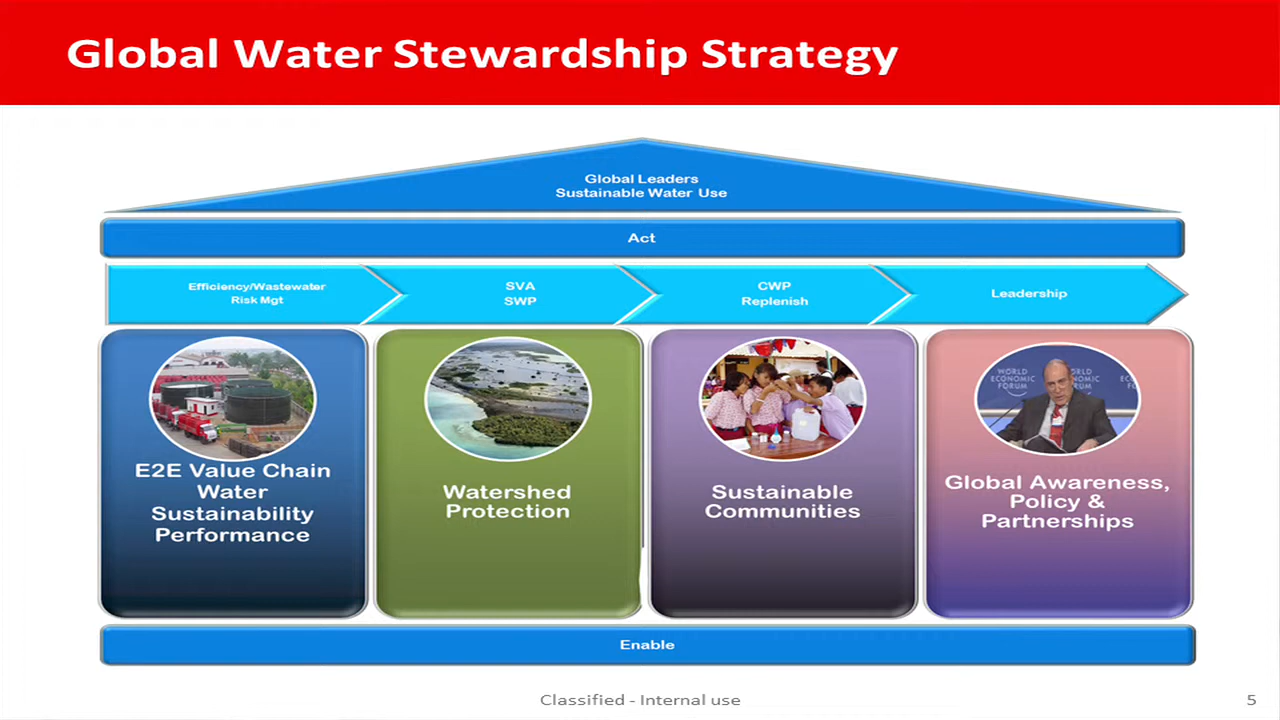 Global Water Stewardship Strategy
Global Leaders
Sustainable Water Use
Act
Efficiency/Wastewater
Risk Mgt
SVA
SWP
CWP
Replenish
Leadership
WORLD
ECONOMIC
FORUM
E2E Value Chain
Water
Sustainability
Performance
Watershed
Protection
Sustainable
Communities
Global Awareness,
Policy &
Partnerships
Enable
Classified - Internal use
5